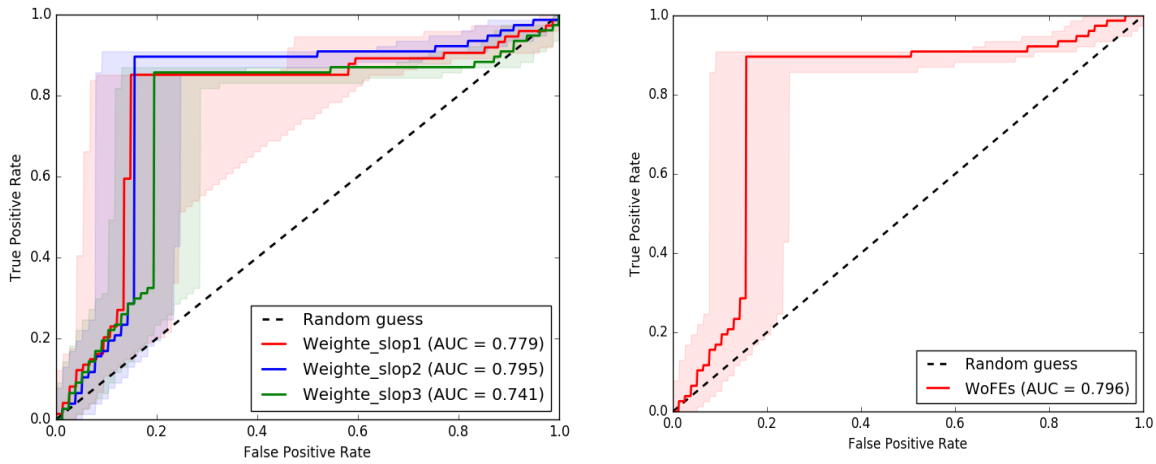 1.0
0.8
0.6
0.4
0.2
0.0
True Positive Rate
0.0 0.2 0.4 0.6 0.8 1.0
False Positive Rate
Random guess
Weighte_slop1 (AUC = 0.779)
Weighte_slop2 (AUC = 0.795)
Weighte_slop3 (AUC = 0.741)
1.0
0.8
0.6
0.4
0.2
0.0
True Positive Rate
0.0 0.2 0.4 0.6 0.8 1.0
False Positive Rate
Random guess
WoFEs (AUC = 0.796)